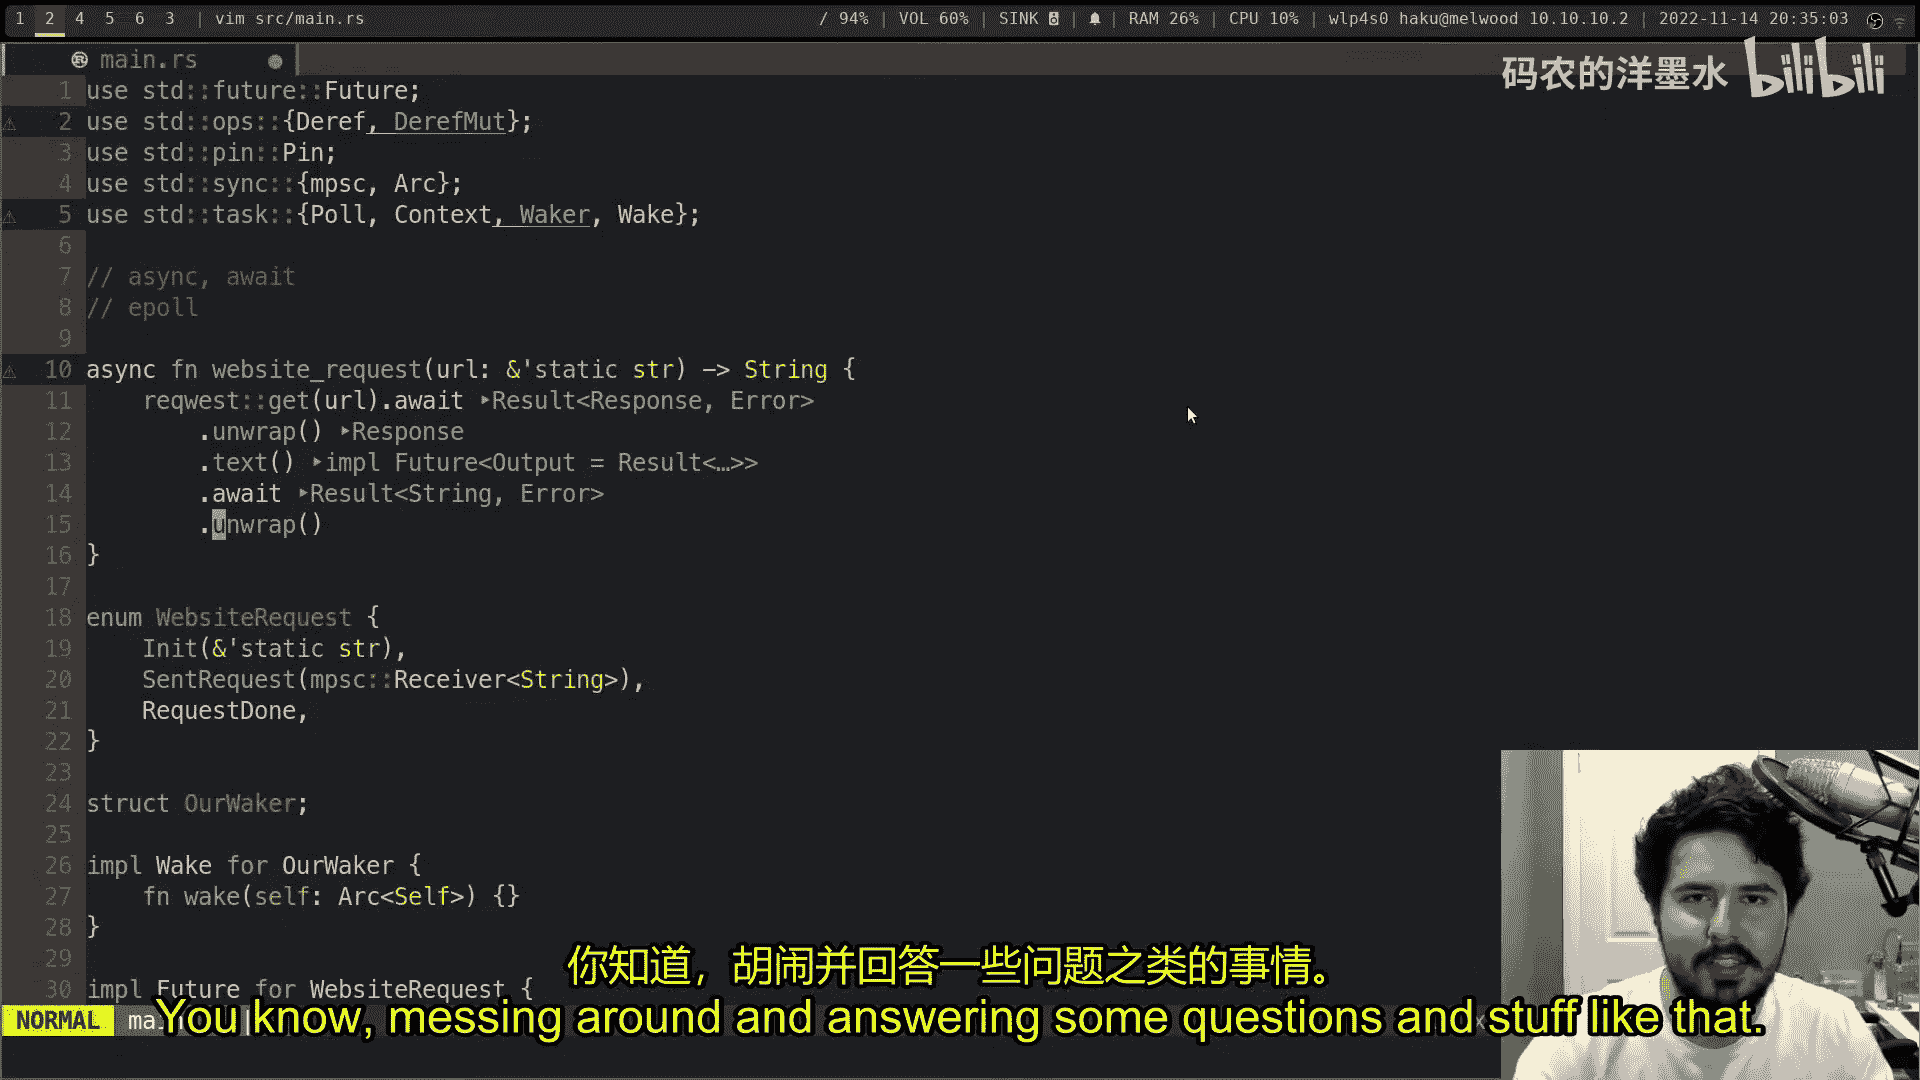 1 2 4 5 6 3 | vim src/main.rs
/ 94% | VOL 60% | SINK | | RAM 26% | CPU 10% | wlp4s0 haku@melwood 10.10.10.2 | 2022-11-14 20:35:03
main.rs
码农的洋墨水 bilibili
1 use std::future::Future;
2 use std::ops::{Deref, DerefMut};
3 use std::pin::Pin;
4 use std::sync::{mpsc, Arc};
5 use std::task::{Poll, Context, Waker, Wake};
6
7 // async, await
8 // epoll
9
10 async fn website_request(url: &'static str) -> String {
11 reqwest::get(url).await ▸Result<Response, Error>
12 .unwrap() ▸Response
13 .text() ▸impl Future<Output = Result<…>>
14 .await ▸Result<String, Error>
15 .unwrap()
16 }
17
18 enum WebsiteRequest {
19 Init(&'static str),
20 SentRequest(mpsc::Receiver<String>),
21 RequestDone,
22 }
23
24 struct OurWaker;
25
26 impl Wake for OurWaker {
27 fn wake(self: Arc<Self>) {}
28 }
29
30 impl Future for WebsiteRequest {
你知道，胡闹并回答一些问题之类的事情。
NORMAL
You know, messing around and answering some questions and stuff like that.